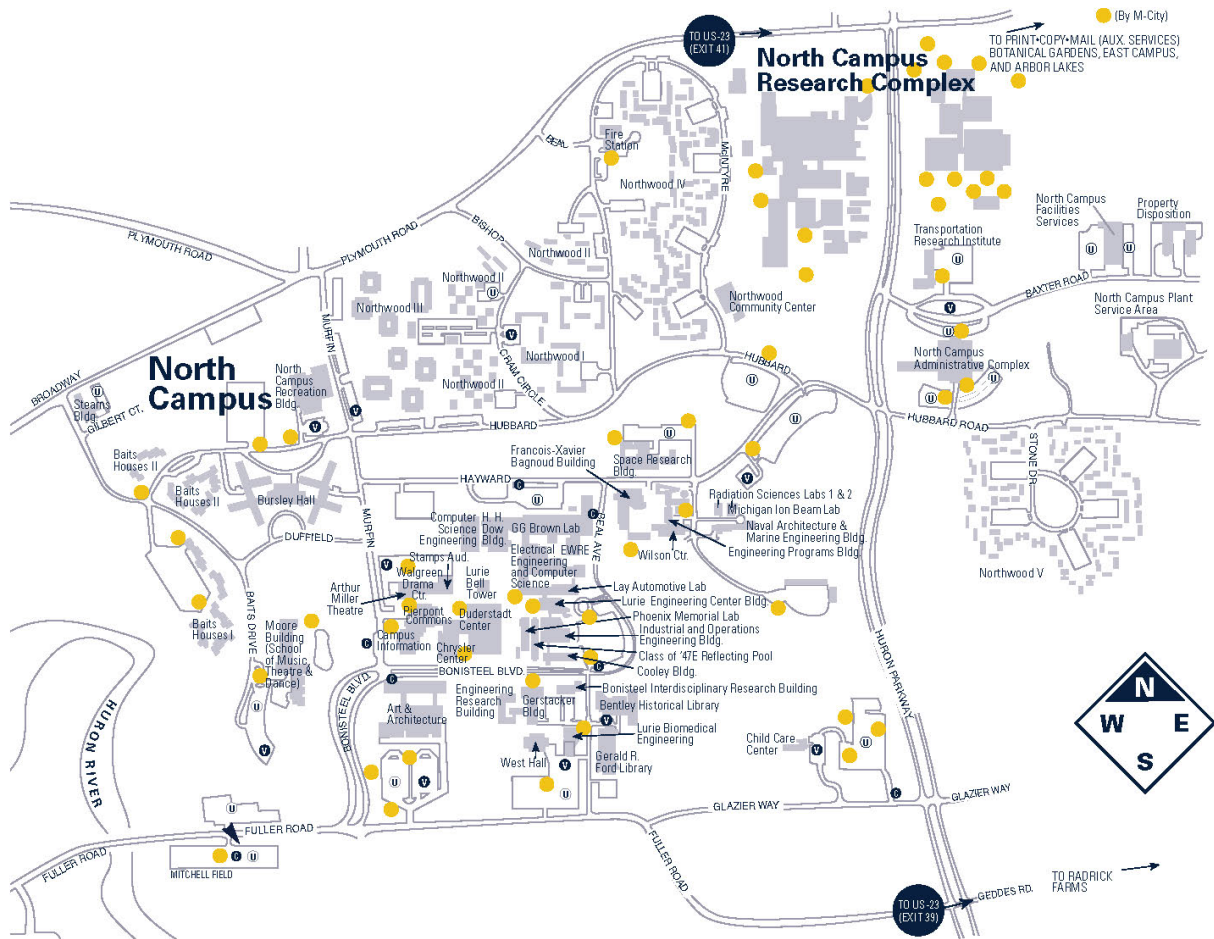 (By M-City)
TO US-23
(EXIT 41)
TO PRINT•COPY•MAIL (AUX. SERVICES)
BOTANICAL GARDENS, EAST CAMPUS,
AND ARBOR LAKES
North Campus
Research Complex
BEAL
Fire
Station
Northwood IV
McINTYRE
PLYMOUTH ROAD
PLYMOUTH ROAD
BISHOP
North Campus
Facilities
Services
Property
Disposition
Transportation
Research Institute
U
U
U
Northwood II
Northwood II
U
Northwood III
Northwood
Community Center
BAXTER ROAD
North Campus Plant
Service Area
V
U
MURFIN
V
Northwood I
CRAM CIRCLE
HUBBARD
North Campus
Administrative Complex
North
Campus
North
Campus
Recreation
Bldg.
Northwood II
U
U
U
BROADWAY
U
Stearns
Bldg.
GILBERT CT.
V
V
HUBBARD
U
U
HUBBARD ROAD
STONE DR
Francois-Xavier
Bagnoud Building
Space Research
Bldg.
Baits
Houses II
Baits
Houses II
Bursley Hall
HAYWARD
C
U
V
Radiation Sciences Labs 1 & 2
Michigan Ion Beam Lab
Naval Architecture &
Marine Engineering Bldg.
Engineering Programs Bldg.
MURFIN
Computer
Science
Engineering
H. H.
Dow
Bldg.
GG Brown Lab
C
BEAL AVE
DUFFIELD
Electrical
Engineering
and Computer
Science
EWRE
Wilson Ctr.
Northwood V
V
Stamps Aud.
Walgreen
Drama
Ctr.
Lurie
Bell
Tower
Arthur
Miller
Theatre
Lay Automotive Lab
Lurie Engineering Center Bldg.
Pierpont
Commons
Duderstadt
Center
Phoenix Memorial Lab
Industrial and Operations
Engineering Bldg.
Baits
Houses I
BAITS DRIVE
Moore
Building
(School
of Music
Theatre &
Dance)
Campus
Information
C
Chrysler
Center
Class of '47E Reflecting Pool
Cooley Bldg.
HURON PARKWAY
BONISTEEL BLVD
C
C
N
W
E
S
BONISTEEL BLVD.
Engineering
Research
Building
Gerstacker
Bldg.
Bonisteel Interdisciplinary Research Building
Bentley Historical Library
HURON RIVER
U
Art &
Architecture
V
V
Lurie Biomedical
Engineering
Child Care
Center
V
U
West Hall
V
Gerald R.
Ford Library
U
V
U
C
GLAZIER WAY
GLAZIER WAY
U
FULLER ROAD
FULLER ROAD
C
U
MITCHELL FIELD
FULLER ROAD
TO RADRICK
FARMS
GEDDES RD.
TO US-23
(EXIT 39)